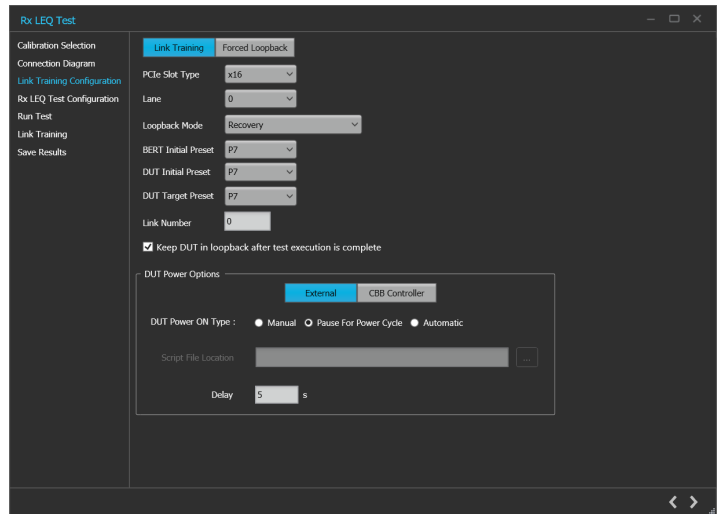 Rx LEQ Test
Calibration Selection
Connection Diagram
Link Training Configuration
Rx LEQ Test Configuration
Run Test
Link Training
Save Results
Link Training Forced Loopback
PCIe Slot Type x16
Lane 0
Loopback Mode Recovery
BERT Initial Preset P7
DUT Initial Preset P7
DUT Target Preset P7
Link Number 0
Keep DUT in loopback after test execution is complete
DUT Power Options
External CBB Controller
DUT Power ON Type : Manual Pause For Power Cycle Automatic
Script File Location ...
Delay 5 s